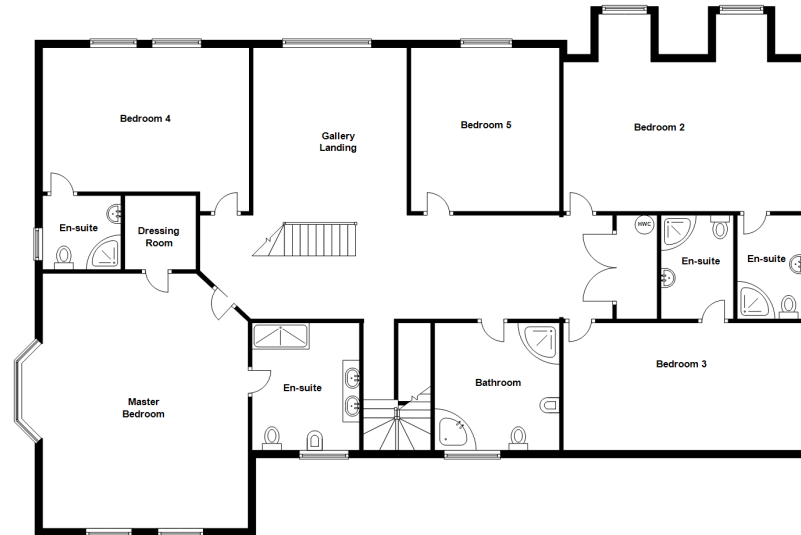 Bedroom 4
Gallery
Landing
Bedroom 5
Bedroom 2
En-suite
Dressing
Room
HWC
En-suite
En-suite
Master
Bedroom
En-suite
Bathroom
Bedroom 3